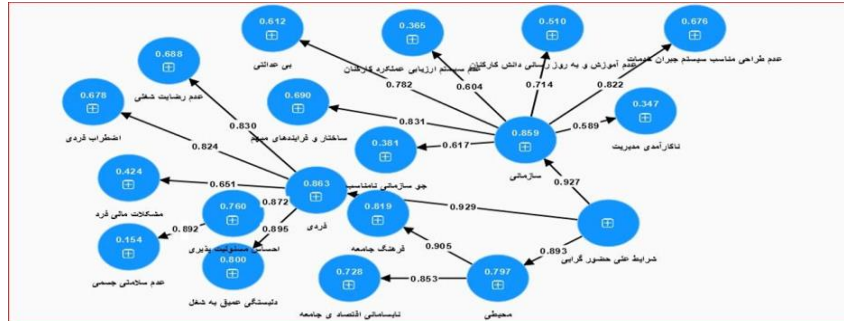 0.612
0.365
0.510
0.676
بی عدالتی
عدم سیستم ارزیابی عملکرد کارکنان
عدم آموزش و به روز رسانی دانش کارکنان
عدم طراحی مناسب سیستم جبران خدمات
0.688
عدم رضایت شغلی
0.782
0.604
0.714
0.822
0.678
اضطراب فردی
0.690
ساختار و فرایندهای مبهم
0.347
ناکارآمدی مدیریت
0.830
0.831
0.589
0.824
0.381
جو سازمانی نامناسب
0.617
0.859
سازمانی
0.424
مشکلات مالی فرد
0.651
0.863
فردی
0.927
0.872
0.929
0.760
احساس مسئولیت پذیری
0.895
0.819
فرهنگ جامعه
شرایط علی حضور گرایی
0.892
0.154
عدم سلامتی جسمی
0.905
0.893
0.800
دلبستگی عمیق به شغل
0.728
نابسامانی اقتصاد ی جامعه
0.853
0.797
محیطی